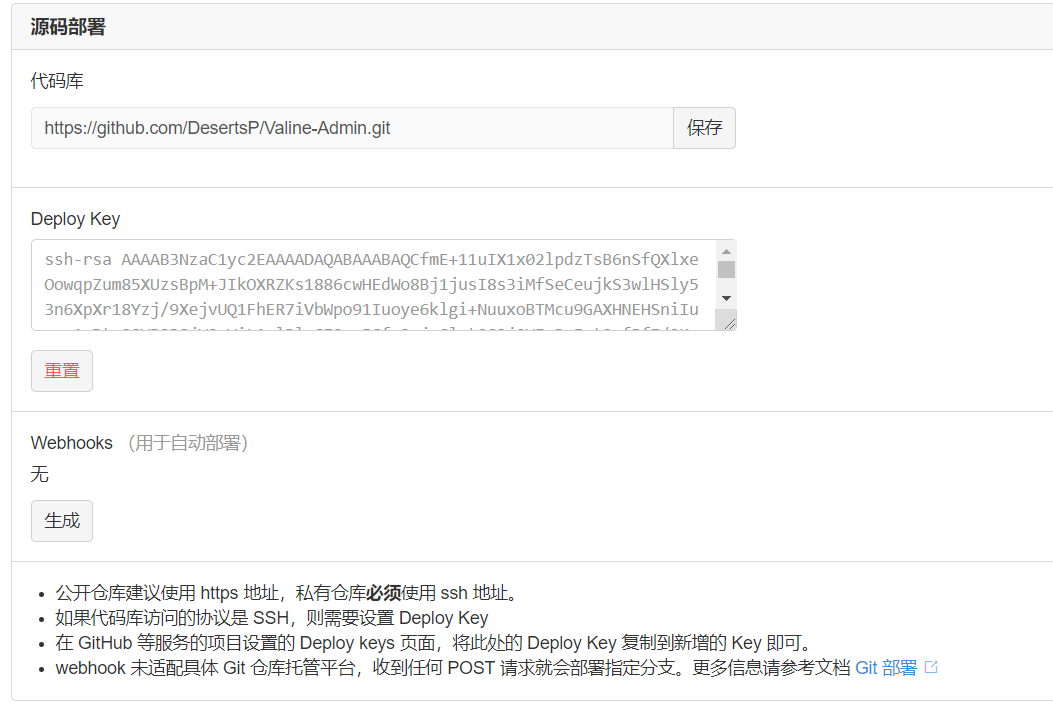 源码部署
代码库
https://github.com/DesertsP/Valine-Admin.git
保存
Deploy Key
ssh-rsa AAAAB3NzaC1yc2EAAAADAQABAAABAQCfmE+11uIX1x02lpdzTsB6nSfQXlxe
OowqpZum85XUzsBpM+JIkOXRZKs1886cwHEdWo8Bj1jusI8s3iMfSeCeujkS3wlHSly5
3n6XpXr18Yzj/9XejvUQ1FhER7iVbWpo91Iuoye6klgi+NuuxoBTMcu9GAXHNEHSniIu
重置
Webhooks （用于自动部署）
无
生成
公开仓库建议使用 https 地址，私有仓库必须使用 ssh 地址。
如果代码库访问的协议是 SSH，则需要设置 Deploy Key
在 GitHub 等服务的项目设置的 Deploy keys 页面，将此处的 Deploy Key 复制到新增的 Key 即可。
webhook 未适配具体 Git 仓库托管平台，收到任何 POST 请求就会部署指定分支。更多信息请参考文档 Git 部署